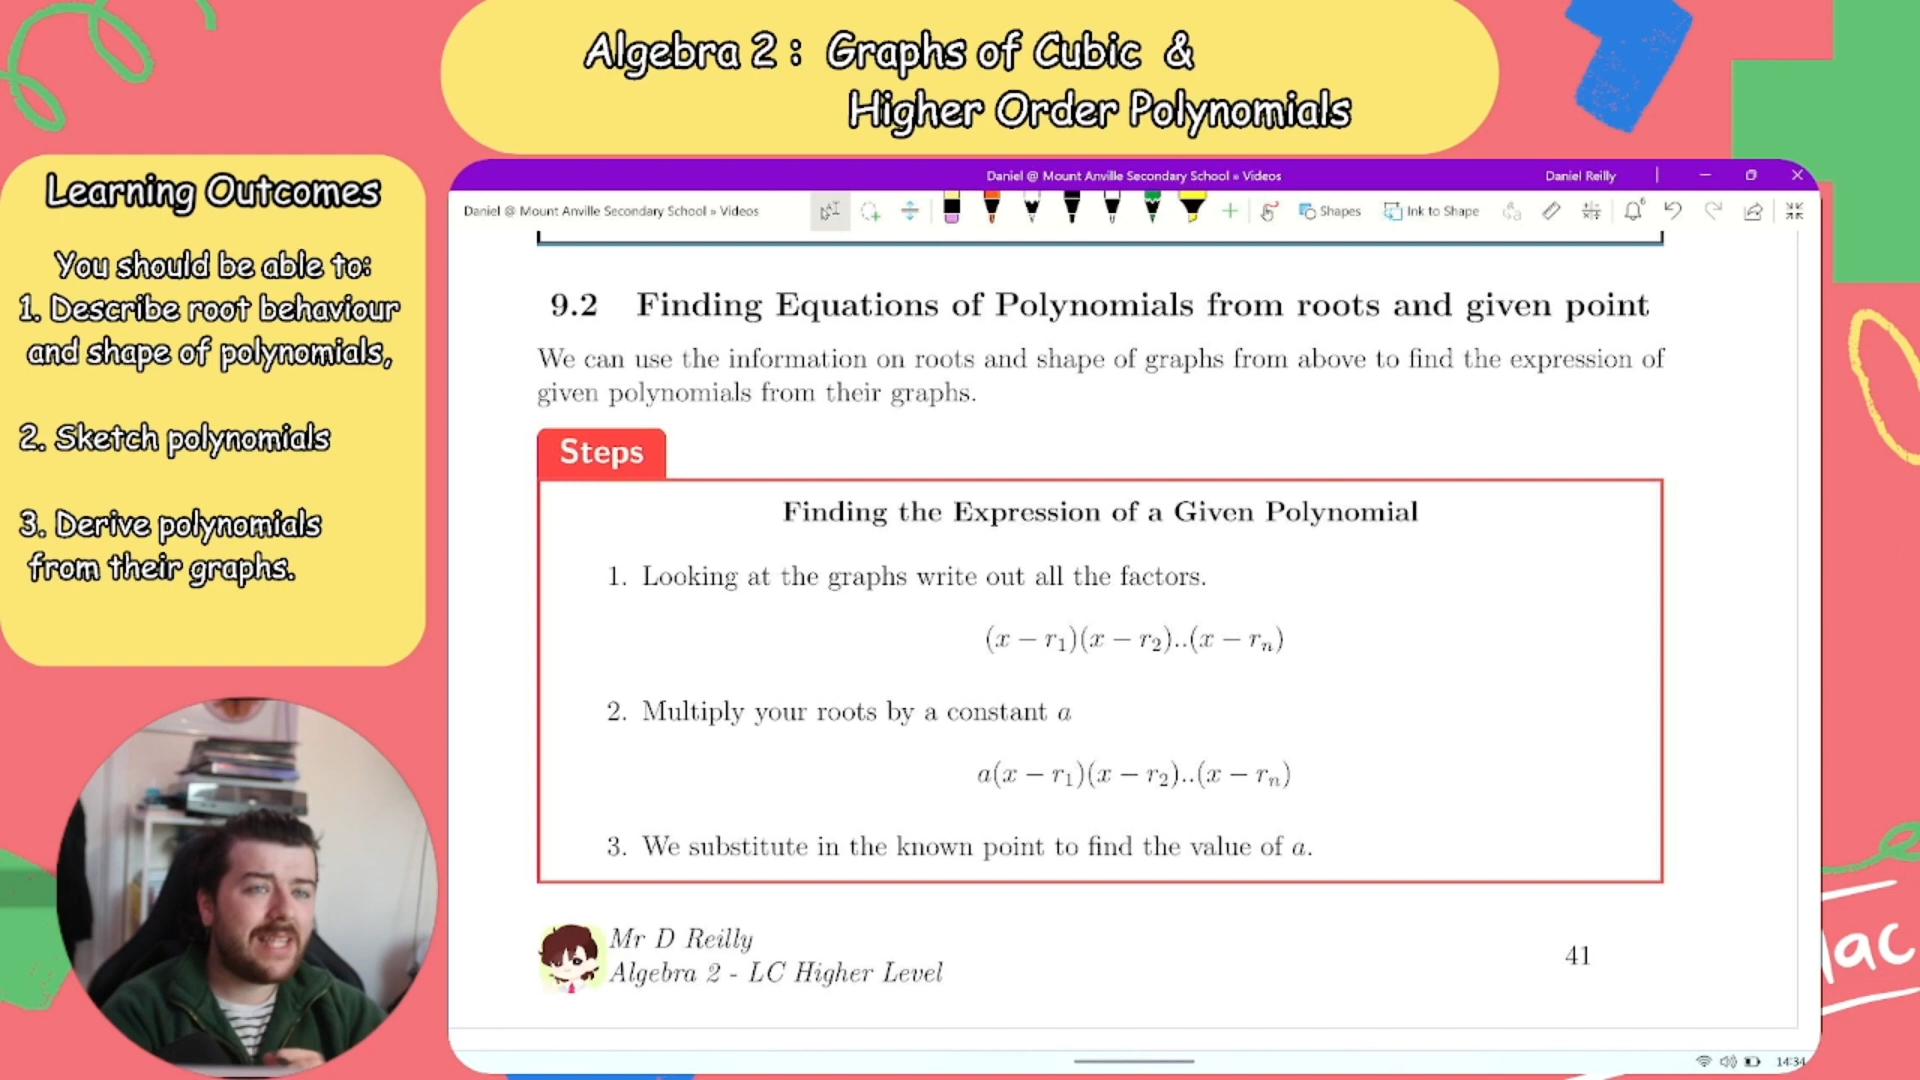 Algebra 2 : Graphs of Cubic &
Higher Order Polynomials
Learning Outcomes
You should be able to:
1. Describe root behaviour
and shape of polynomials,
2. Sketch polynomials
3. Derive polynomials
from their graphs.
Daniel @ Mount Anville Secondary School » Videos
Daniel Reilly
Daniel @ Mount Anville Secondary School » Videos
Shapes
Ink to Shape
6
9.2 Finding Equations of Polynomials from roots and given point
We can use the information on roots and shape of graphs from above to find the expression of
given polynomials from their graphs.
Steps
Finding the Expression of a Given Polynomial
1. Looking at the graphs write out all the factors.
(x − r₁)(x − r₂)..(x − rₙ)
2. Multiply your roots by a constant a
a(x − r₁)(x − r₂)..(x − rₙ)
3. We substitute in the known point to find the value of a.
Mr D Reilly
Algebra 2 - LC Higher Level
41
14:34